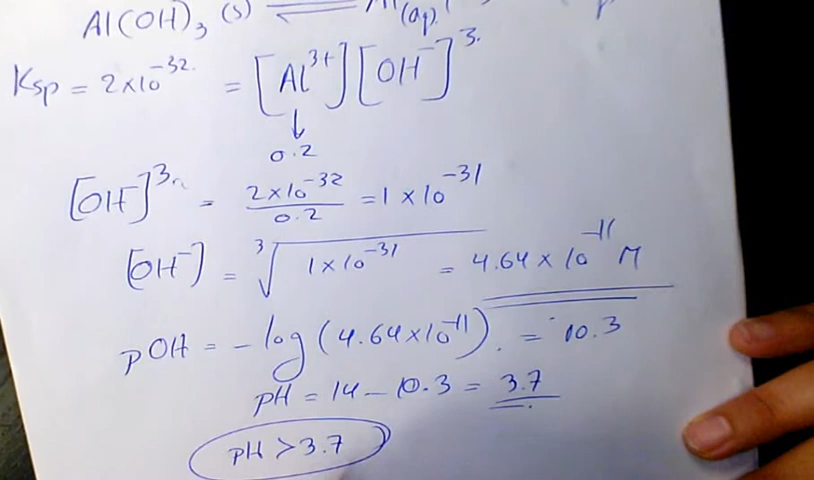 Al(OH)₃ (s) ⇌ (aq)
Ksp = 2×10⁻³² = [Al³⁺][OH⁻]³
↓
0.2
[OH⁻]³ = 2×10⁻³² / 0.2 = 1×10⁻³¹
[OH⁻] = ∛(1×10⁻³¹) = 4.64×10⁻¹¹ M
pOH = -log(4.64×10⁻¹¹) = 10.3
pH = 14 - 10.3 = 3.7
pH > 3.7